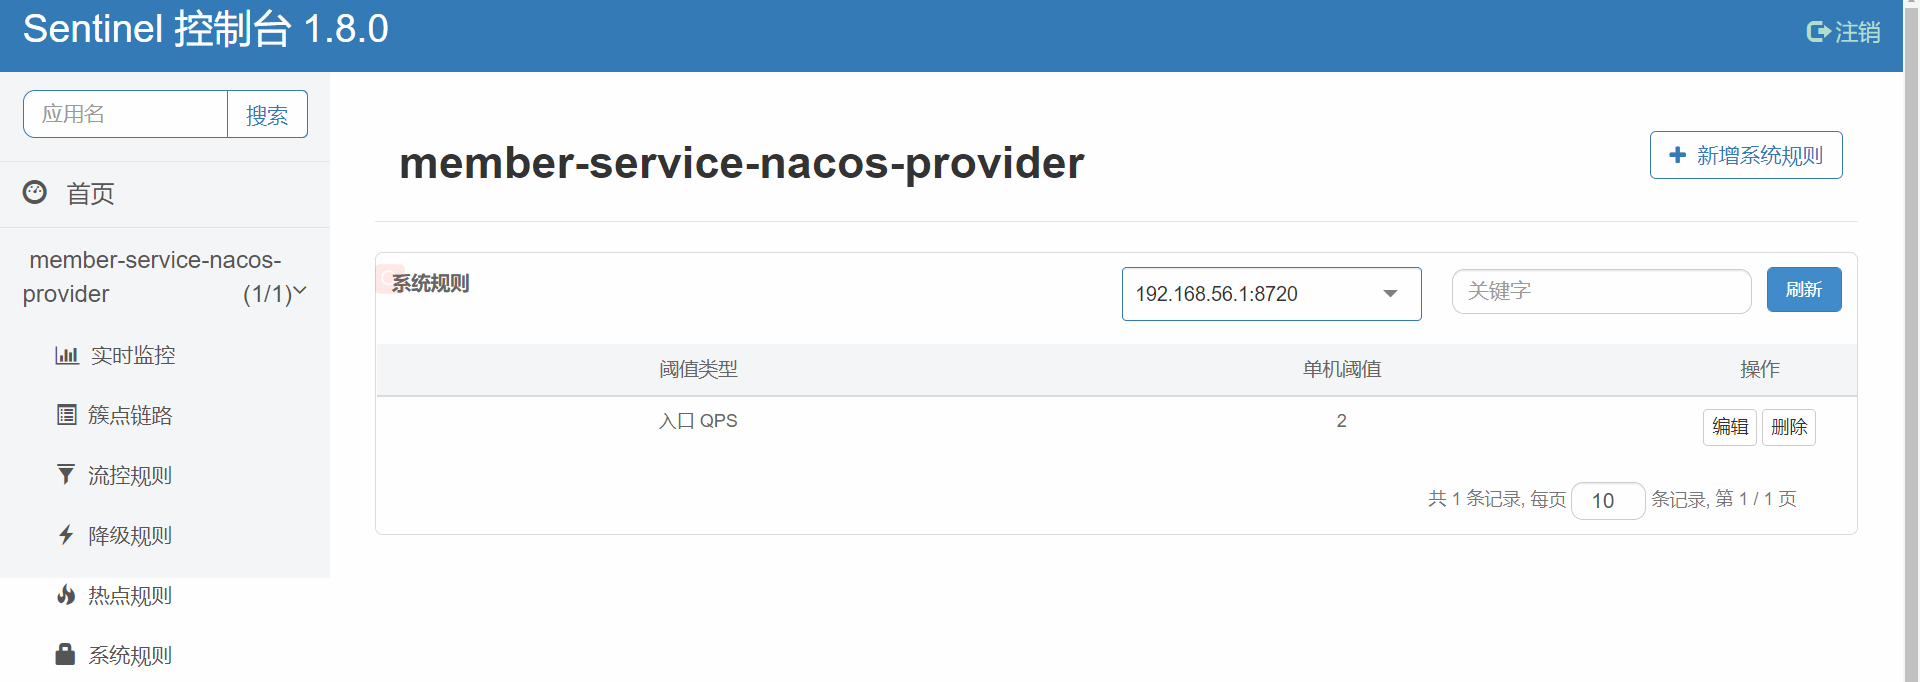 Sentinel 控制台 1.8.0
注销
应用名
搜索
首页
member-service-nacos-
provider
(1/1)
实时监控
簇点链路
流控规则
降级规则
热点规则
系统规则
member-service-nacos-provider
新增系统规则
系统规则
192.168.56.1:8720
关键字
刷新
阈值类型 单机阈值 操作
入口 QPS 2 编辑 删除
共 1 条记录, 每页 10 条记录, 第 1 / 1 页